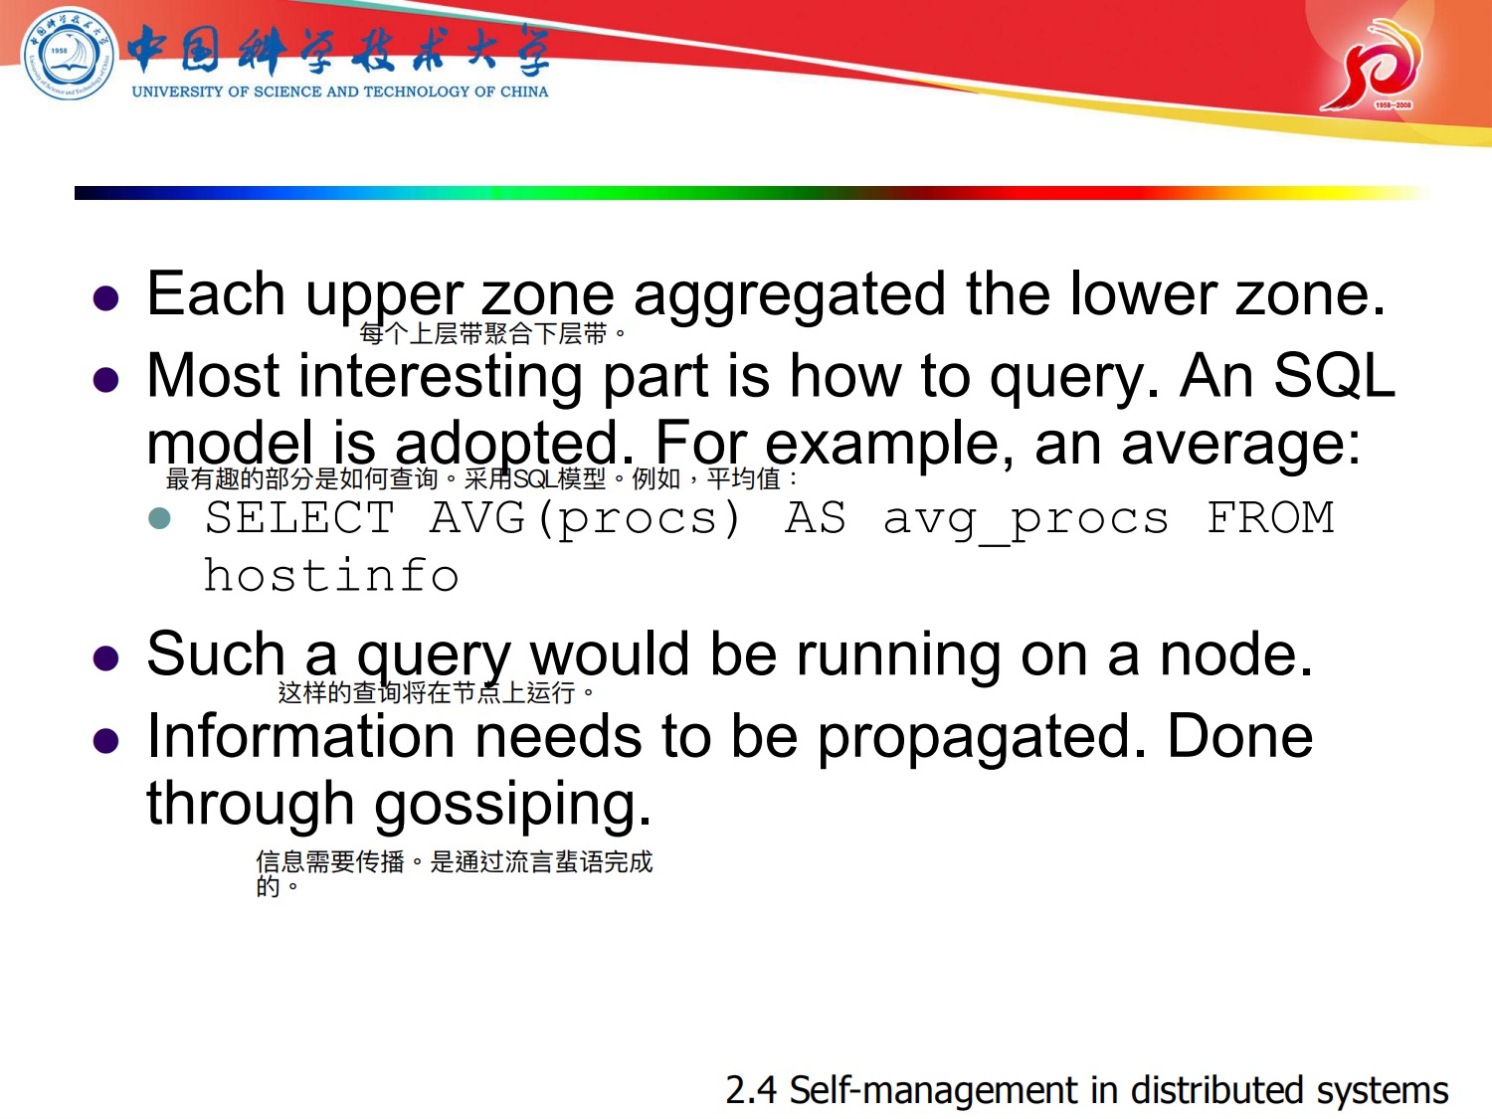 中国科学技术大学
UNIVERSITY OF SCIENCE AND TECHNOLOGY OF CHINA
1958
1958-2008
Each upper zone aggregated the lower zone.
每个上层带聚合下层带。
Most interesting part is how to query. An SQL
model is adopted. For example, an average:
最有趣的部分是如何查询。采用SQL模型。例如，平均值：
SELECT AVG(procs) AS avg_procs FROM
hostinfo
Such a query would be running on a node.
这样的查询将在节点上运行。
Information needs to be propagated. Done
through gossiping.
信息需要传播。是通过流言蜚语完成
的。
2.4 Self-management in distributed systems